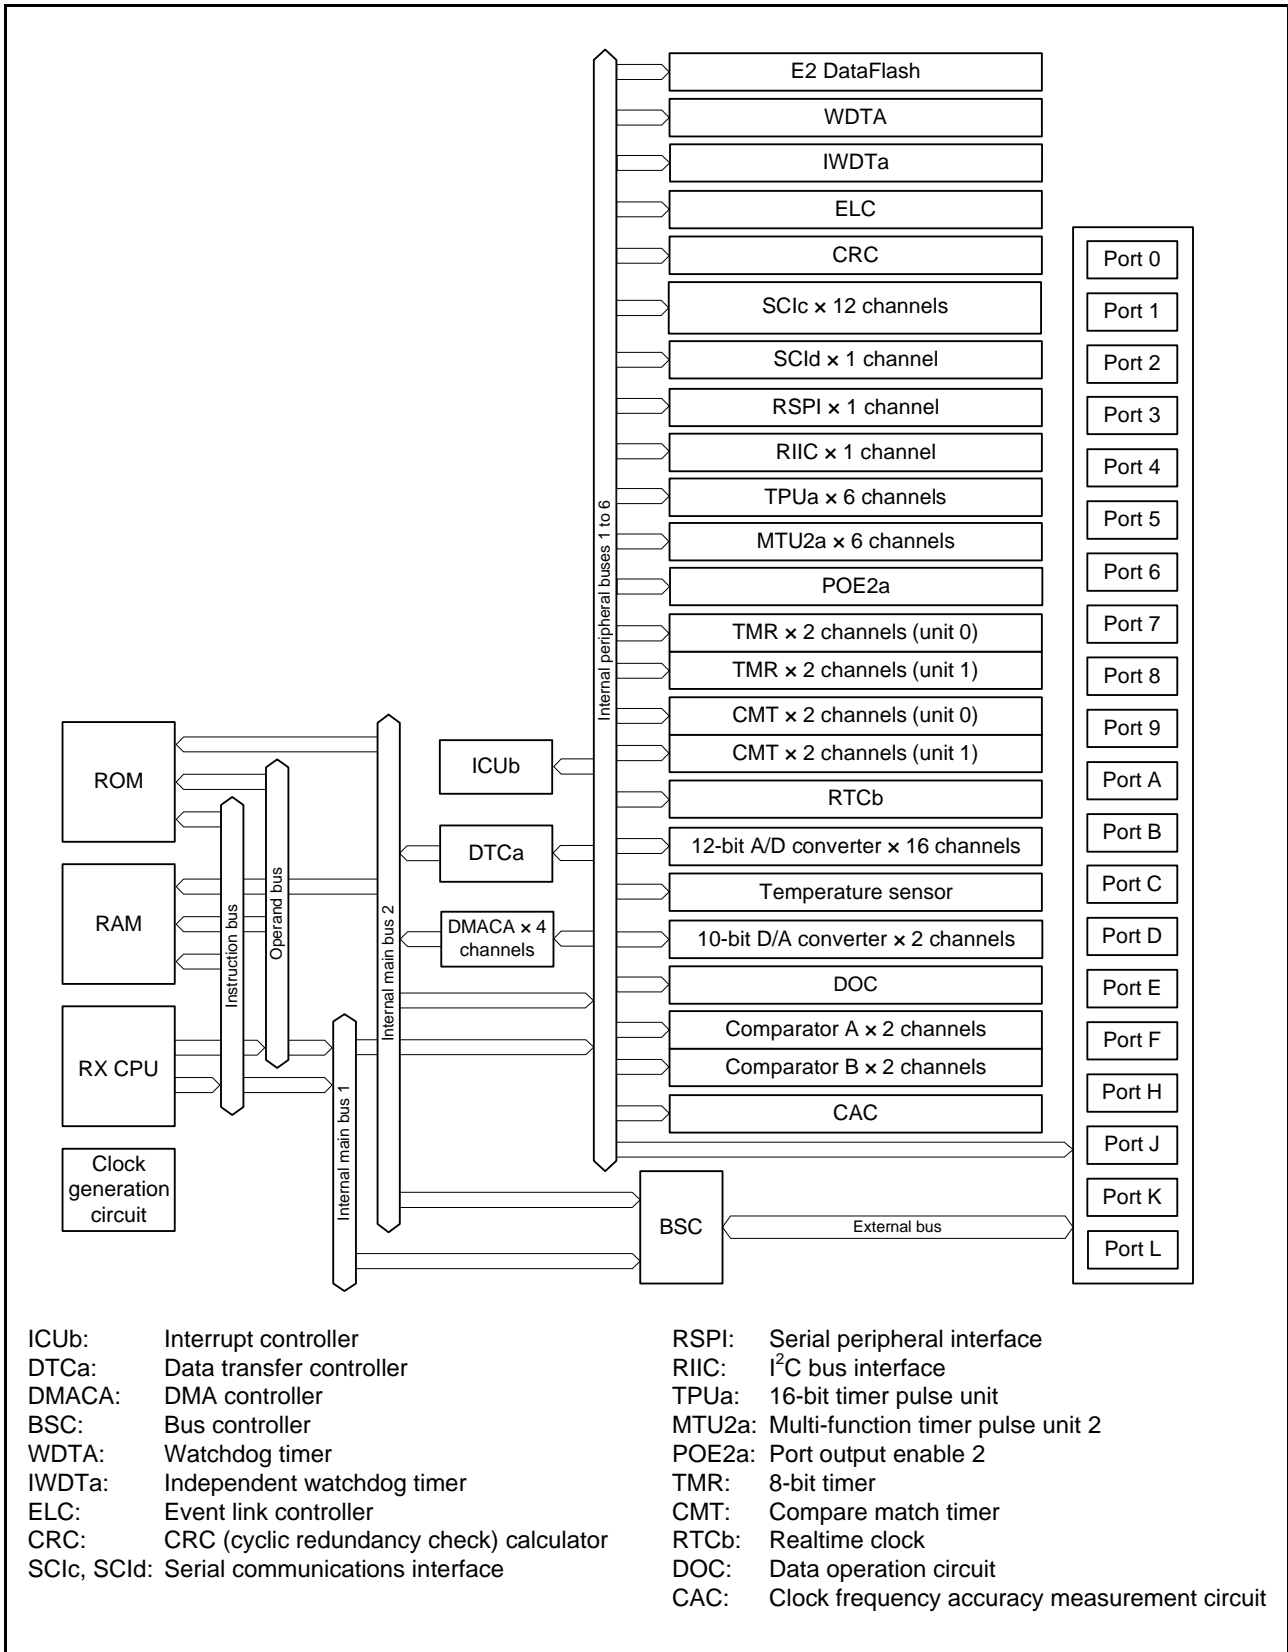 E2 DataFlash
WDTA
IWDTa
ELC
CRC
SCIc × 12 channels
SCId × 1 channel
RSPI × 1 channel
RIIC × 1 channel
TPUa × 6 channels
MTU2a × 6 channels
POE2a
TMR × 2 channels (unit 0)
TMR × 2 channels (unit 1)
CMT × 2 channels (unit 0)
CMT × 2 channels (unit 1)
RTCb
12-bit A/D converter × 16 channels
Temperature sensor
10-bit D/A converter × 2 channels
DOC
Comparator A × 2 channels
Comparator B × 2 channels
CAC
Port 0
Port 1
Port 2
Port 3
Port 4
Port 5
Port 6
Port 7
Port 8
Port 9
Port A
Port B
Port C
Port D
Port E
Port F
Port H
Port J
Port K
Port L
Internal peripheral buses 1 to 6
ICUb
DTCa
DMACA × 4
channels
Internal main bus 2
Internal main bus 1
Operand bus
Instruction bus
ROM
RAM
RX CPU
Clock
generation
circuit
BSC
External bus
ICUb: Interrupt controller
DTCa: Data transfer controller
DMACA: DMA controller
BSC: Bus controller
WDTA: Watchdog timer
IWDTa: Independent watchdog timer
ELC: Event link controller
CRC: CRC (cyclic redundancy check) calculator
SCIc, SCId: Serial communications interface
RSPI: Serial peripheral interface
RIIC: I²C bus interface
TPUa: 16-bit timer pulse unit
MTU2a: Multi-function timer pulse unit 2
POE2a: Port output enable 2
TMR: 8-bit timer
CMT: Compare match timer
RTCb: Realtime clock
DOC: Data operation circuit
CAC: Clock frequency accuracy measurement circuit